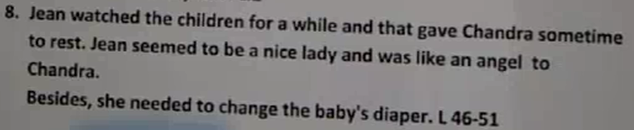 8. Jean watched the children for a while and that gave Chandra sometime
to rest. Jean seemed to be a nice lady and was like an angel to
Chandra.
Besides, she needed to change the baby's diaper. L 46-51